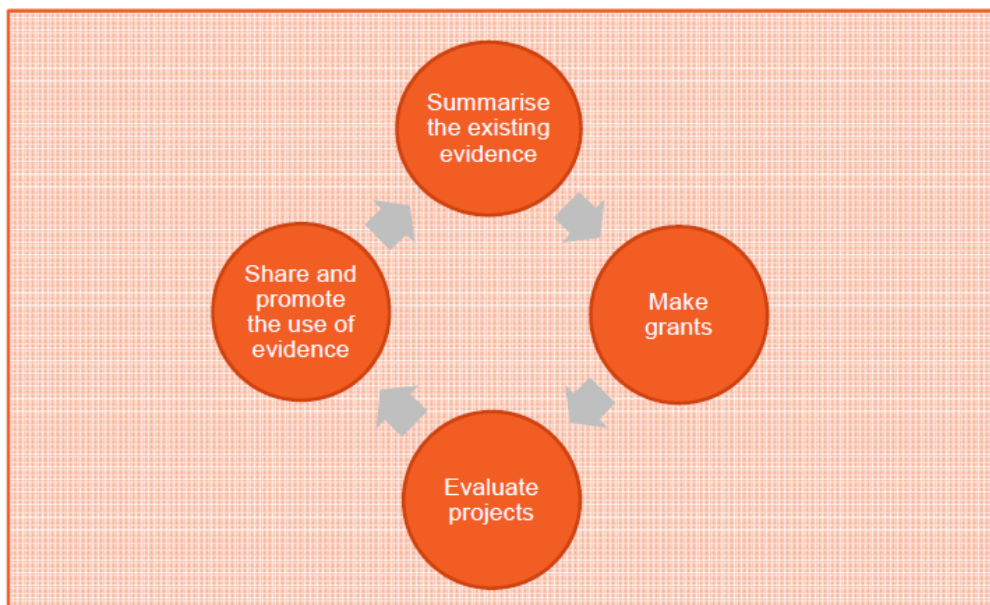 Summarise
the existing
evidence
Make
grants
Evaluate
projects
Share and
promote
the use of
evidence